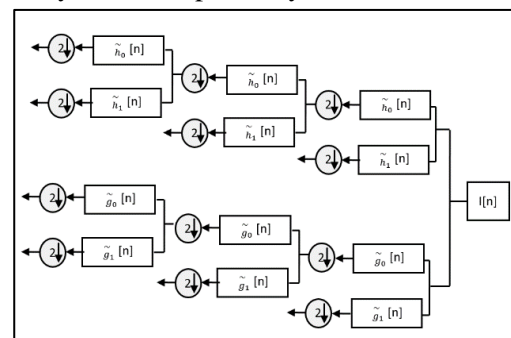 2↓ h̃₀ [n]
2↓ h̃₀ [n]
2↓ h̃₁ [n] 2↓ h̃₀ [n]
2↓ h̃₁ [n]
2↓ h̃₁ [n]
2↓ g̃₀ [n] I[n]
2↓ g̃₀ [n]
2↓ g̃₁ [n] 2↓ g̃₀ [n]
2↓ g̃₁ [n]
2↓ g̃₁ [n]